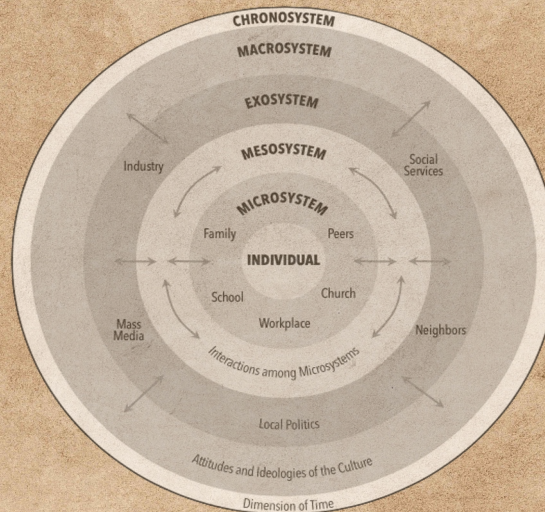 CHRONOSYSTEM
MACROSYSTEM
EXOSYSTEM
MESOSYSTEM
Industry
Social
Services
MICROSYSTEM
Family
Peers
INDIVIDUAL
School
Church
Workplace
Mass
Media
Neighbors
Interactions among Microsystems
Local Politics
Attitudes and Ideologies of the Culture
Dimension of Time